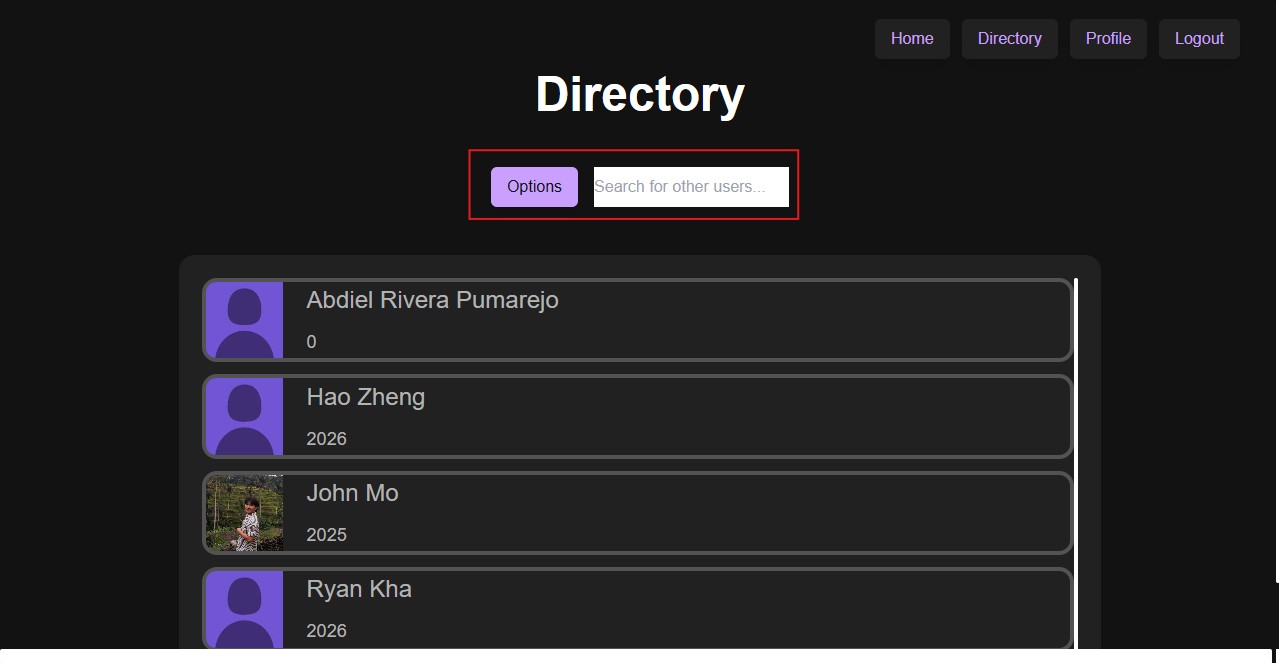 Home Directory Profile Logout
Directory
Options Search for other users...
Abdiel Rivera Pumarejo
0
Hao Zheng
2026
John Mo
2025
Ryan Kha
2026